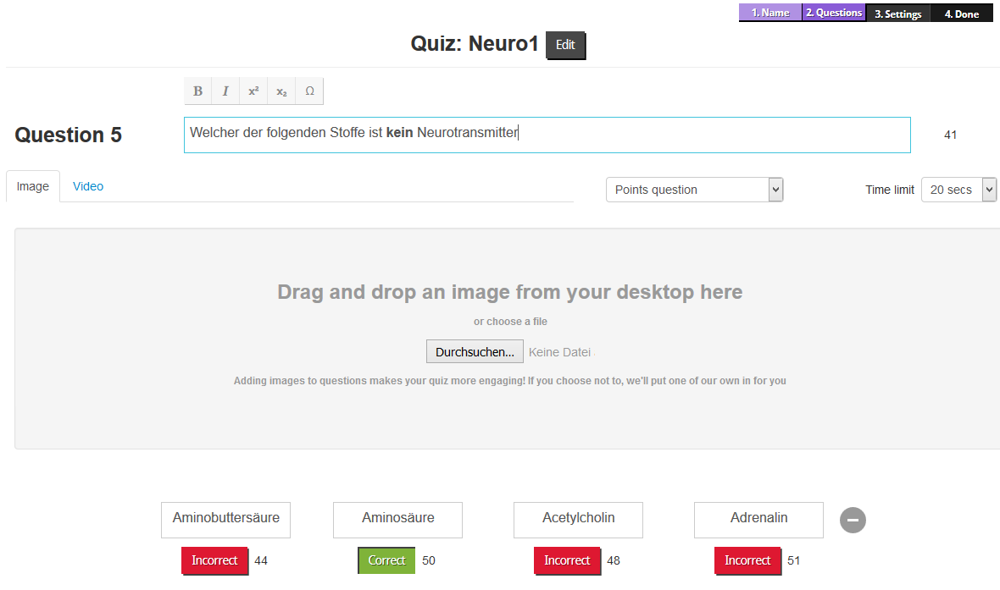 1. Name 2. Questions 3. Settings 4. Done
Quiz: Neuro1 Edit
B I x² x₂ Ω
Question 5 Welcher der folgenden Stoffe ist kein Neurotransmitter 41
Image Video Points question Time limit 20 secs
Drag and drop an image from your desktop here
or choose a file
Durchsuchen... Keine Datei
Adding images to questions makes your quiz more engaging! If you choose not to, we'll put one of our own in for you
Aminobuttersäure Aminosäure Acetylcholin Adrenalin
Incorrect 44 Correct 50 Incorrect 48 Incorrect 51